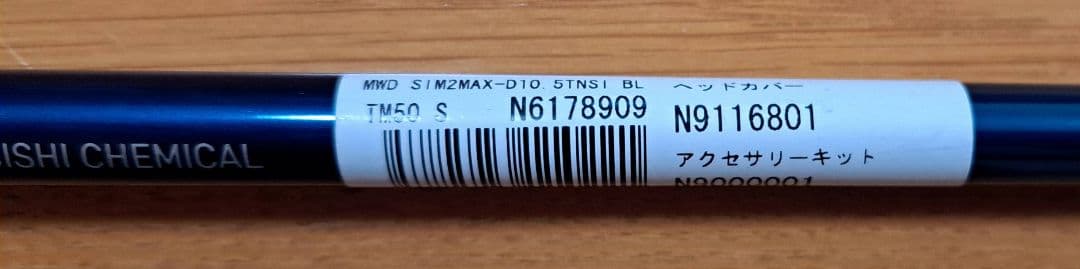 ISHI CHEMICAL
MWD SIM2MAX-D10.5TNSI BL
TM50 S N6178909
ヘッドカバー
N9116801
アクセサリーキット